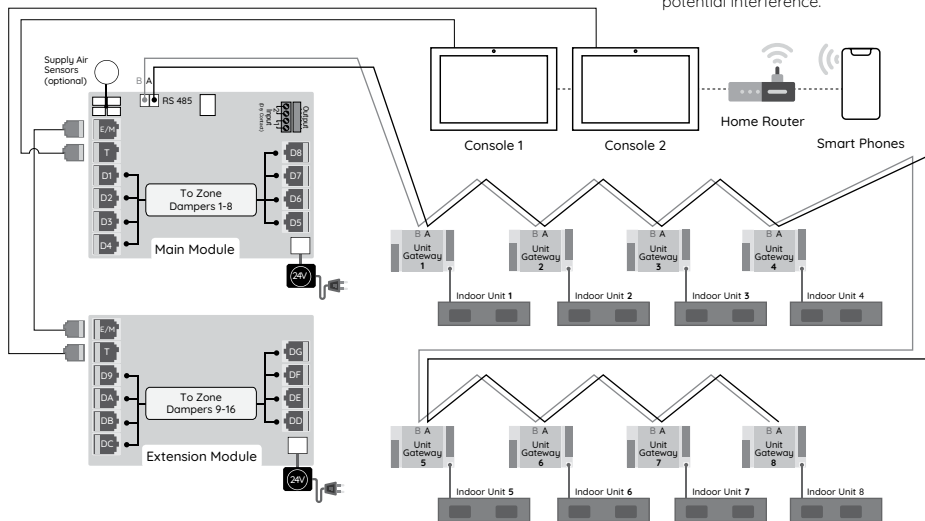 potential interference.
Supply Air
Sensors
(optional)
B A
RS 485
Output
Input
(Dry Contact)
E/M
T
D1
D2
D3
D4
D8
D7
D6
D5
To Zone
Dampers 1-8
Main Module
24V
Console 1
Console 2
Home Router
Smart Phones
B A
Unit
Gateway
1
B A
Unit
Gateway
2
B A
Unit
Gateway
3
B A
Unit
Gateway
4
Indoor Unit 1
Indoor Unit 2
Indoor Unit 3
Indoor Unit 4
E/M
T
D9
DA
DB
DC
DG
DF
DE
DD
To Zone
Dampers 9-16
Extension Module
24V
B A
Unit
Gateway
5
B A
Unit
Gateway
6
B A
Unit
Gateway
7
B A
Unit
Gateway
8
Indoor Unit 5
Indoor Unit 6
Indoor Unit 7
Indoor Unit 8